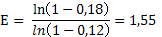 E = ln(1−0,18) / ln(1−0,12) = 1,55